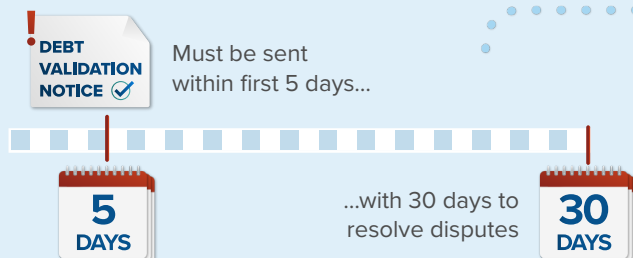 !
DEBT
VALIDATION
NOTICE
Must be sent
within first 5 days...
5
DAYS
...with 30 days to
resolve disputes
30
DAYS